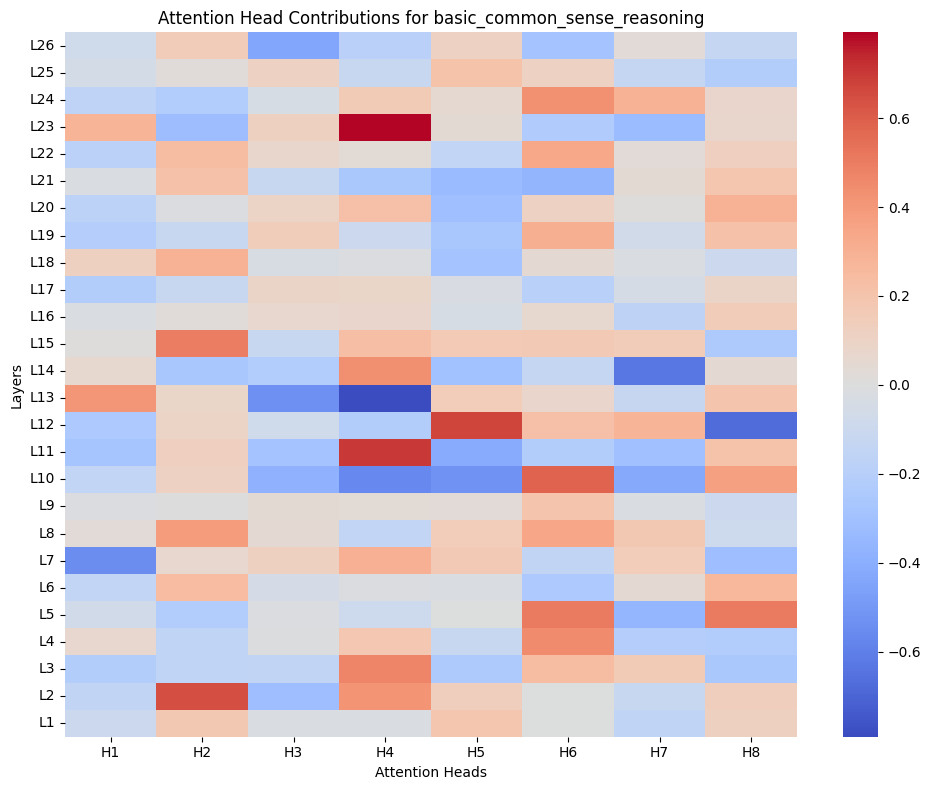 Attention Head Contributions for basic_common_sense_reasoning
Layers
L26
L25
L24
L23
L22
L21
L20
L19
L18
L17
L16
L15
L14
L13
L12
L11
L10
L9
L8
L7
L6
L5
L4
L3
L2
L1
H1 H2 H3 H4 H5 H6 H7 H8
Attention Heads
0.6
0.4
0.2
0.0
−0.2
−0.4
−0.6